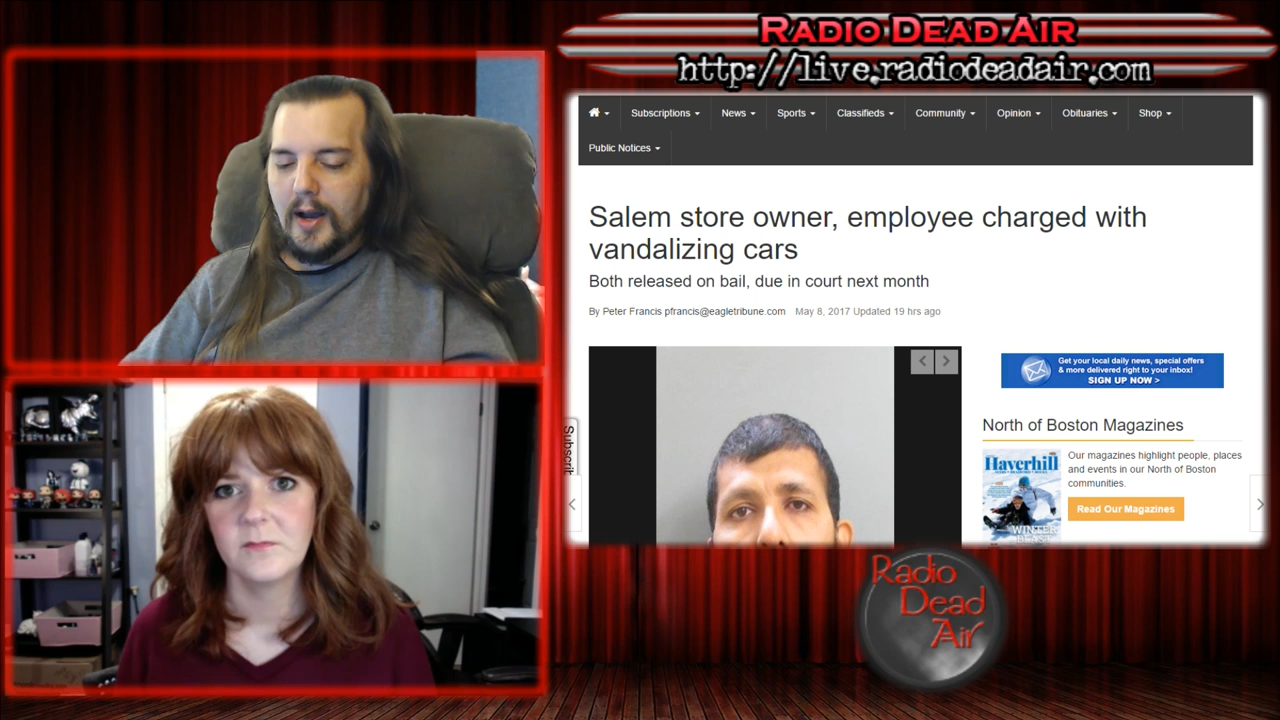 Radio Dead Air
http://live.radiodeadair.com
Subscriptions News Sports Classifieds Community Opinion Obituaries Shop
Public Notices
Salem store owner, employee charged with
vandalizing cars
Both released on bail, due in court next month
By Peter Francis pfrancis@eagletribune.com May 8, 2017 Updated 19 hrs ago
Get your local daily news, special offers
& more delivered right to your inbox!
SIGN UP NOW >
North of Boston Magazines
Haverhill
WINTER
BEAST
Our magazines highlight people, places
and events in our North of Boston
communities.
Read Our Magazines
Subscrib
Radio
Dead
Air